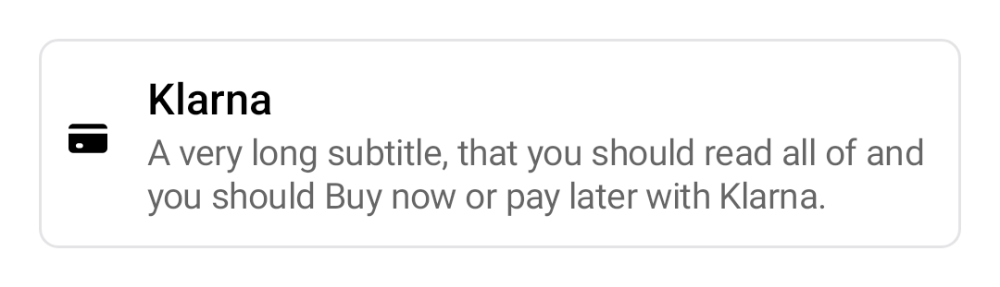 Klarna
A very long subtitle, that you should read all of and
you should Buy now or pay later with Klarna.